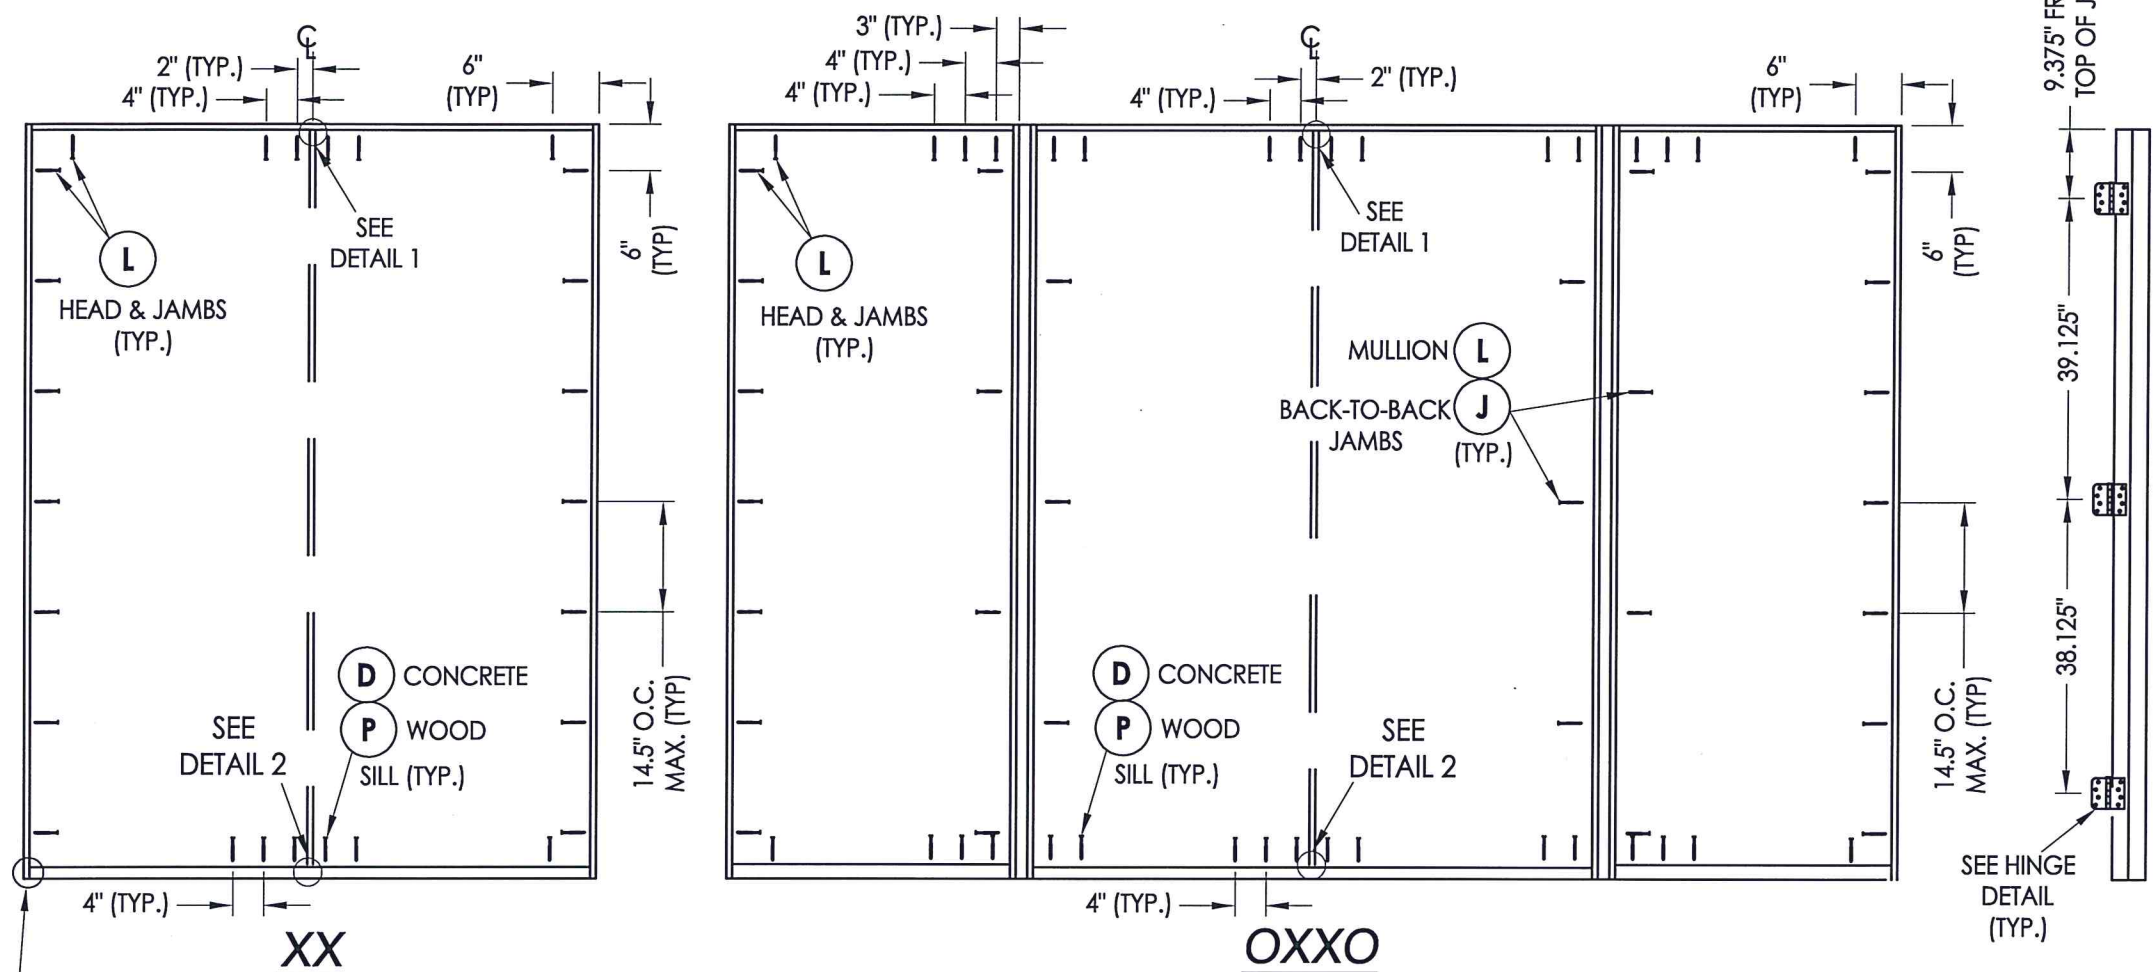 ℄
2" (TYP.)
4" (TYP.)
6"
(TYP)
6"
(TYP)
SEE
DETAIL 1
L
HEAD & JAMBS
(TYP.)
D CONCRETE
P WOOD
SILL (TYP.)
SEE
DETAIL 2
14.5" O.C.
MAX. (TYP)
4" (TYP.)
XX
3" (TYP.)
4" (TYP.)
4" (TYP.)
℄
2" (TYP.)
4" (TYP.)
6"
(TYP)
6"
(TYP)
SEE
DETAIL 1
L
HEAD & JAMBS
(TYP.)
MULLION L
BACK-TO-BACK J
JAMBS (TYP.)
D CONCRETE
P WOOD
SILL (TYP.)
SEE
DETAIL 2
14.5" O.C.
MAX. (TYP)
4" (TYP.)
OXXO
9.375"
TOP OF
39.125"
38.125"
SEE HINGE
DETAIL
(TYP.)